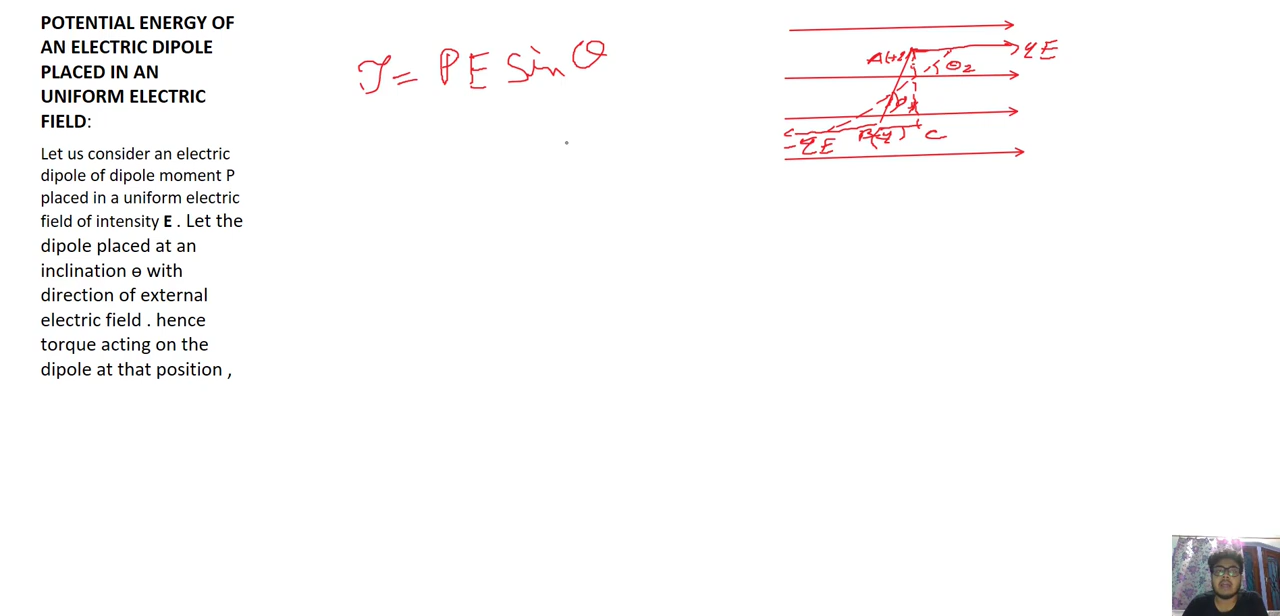 POTENTIAL ENERGY OF
AN ELECTRIC DIPOLE
PLACED IN AN
UNIFORM ELECTRIC
FIELD:
Let us consider an electric
dipole of dipole moment P
placed in a uniform electric
field of intensity E . Let the
dipole placed at an
inclination ɵ with
direction of external
electric field . hence
torque acting on the
dipole at that position ,
τ = PE Sin θ
A(+q)
qE
θ2
-qE
B(-q)
C